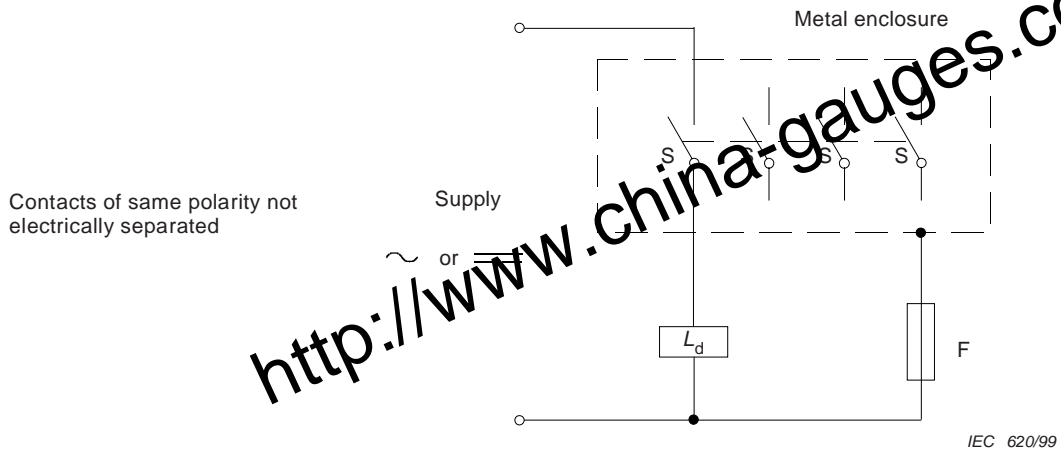 Metal enclosure
S S S S
Contacts of same polarity not
electrically separated
Supply
~ or
http://www.china-gauges.co
Ld
F
IEC 620/99